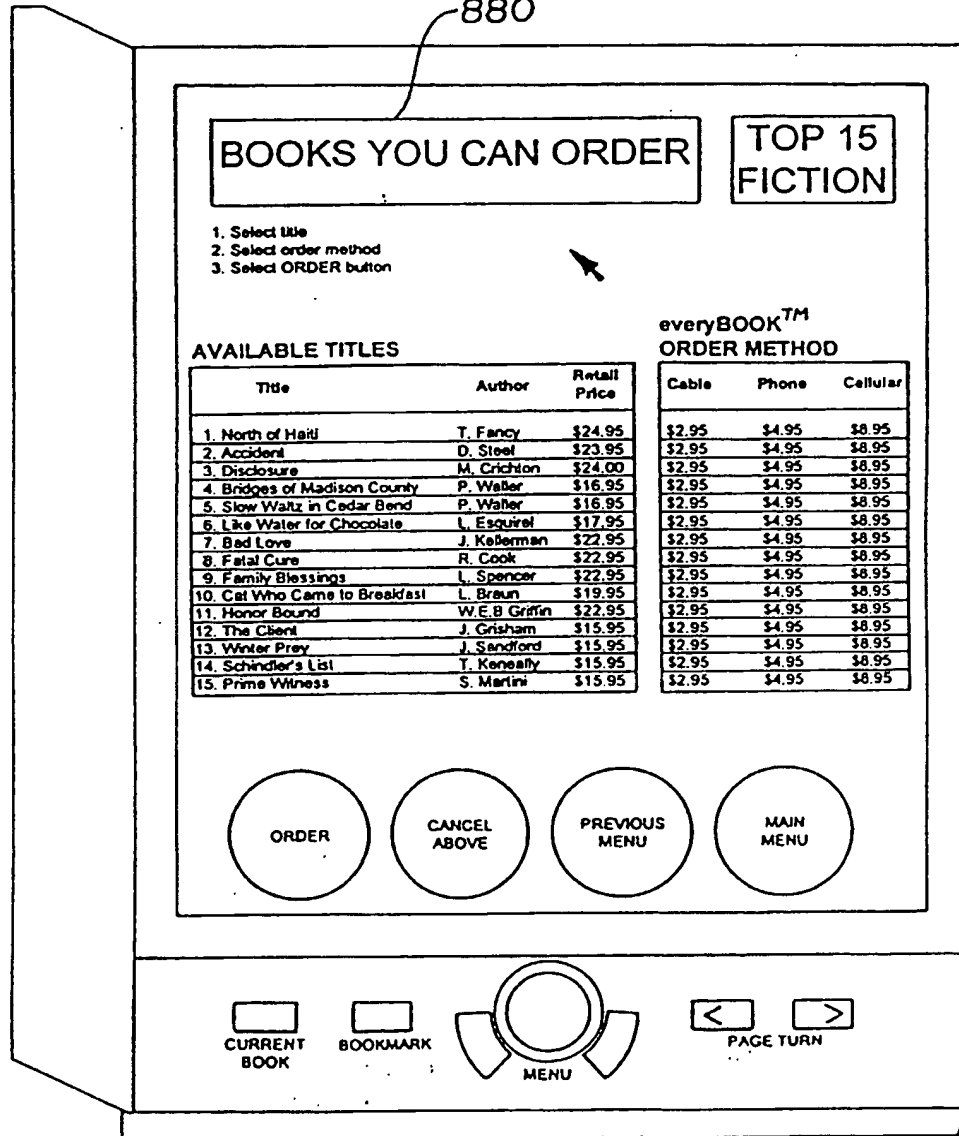 880
BOOKS YOU CAN ORDER
TOP 15
FICTION
1. Select title
2. Select order method
3. Select ORDER button
AVAILABLE TITLES
everyBOOK TM
ORDER METHOD
Title Author Retail Price Cable Phone Cellular
1. North of Haiti T. Fancy $24.95 $2.95 $4.95 $8.95
2. Accident D. Steel $23.95 $2.95 $4.95 $8.95
3. Disclosure M. Crichton $24.00 $2.95 $4.95 $8.95
4. Bridges of Madison County P. Waller $16.95 $2.95 $4.95 $8.95
5. Slow Waltz in Cedar Bend P. Waller $16.95 $2.95 $4.95 $8.95
6. Like Water for Chocolate L. Esquirel $17.95 $2.95 $4.95 $8.95
7. Bad Love J. Kellerman $22.95 $2.95 $4.95 $8.95
8. Fatal Cure R. Cook $22.95 $2.95 $4.95 $8.95
9. Family Blessings L. Spencer $22.95 $2.95 $4.95 $8.95
10. Cat Who Came to Breakfast L. Braun $19.95 $2.95 $4.95 $8.95
11. Honor Bound W.E.B Griffin $22.95 $2.95 $4.95 $8.95
12. The Client J. Grisham $15.95 $2.95 $4.95 $8.95
13. Winter Prey J. Sandford $15.95 $2.95 $4.95 $8.95
14. Schindler's List T. Keneally $15.95 $2.95 $4.95 $8.95
15. Prime Witness S. Martini $15.95 $2.95 $4.95 $8.95
ORDER
CANCEL
ABOVE
PREVIOUS
MENU
MAIN
MENU
CURRENT
BOOK
BOOKMARK
MENU
< >
PAGE TURN